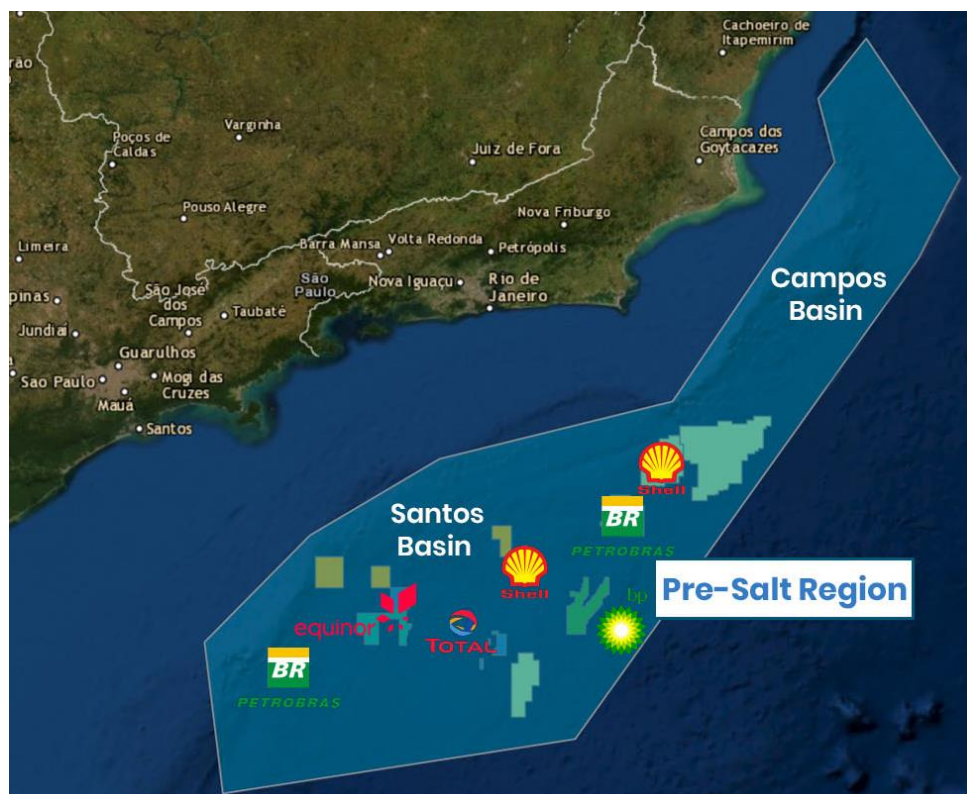 Cachoeiro de
Itapemirim
rão
Varginha
Poços de
Caldas
Juiz de Fora
Campos dos
Goytacazes
Pouso Alegre
Nova Friburgo
Limeira
Barra Mansa
Volta Redonda
Petrópolis
São
Paulo
Nova Iguaçu
Rio de
Janeiro
pinas
São José
dos
Campos
Taubaté
Jundiaí
Guarulhos
Sao Paulo
Mogi das
Cruzes
Mauá
Santos
a
Campos
Basin
Santos
Basin
Shell
BR
PETROBRAS
Shell
Pre-Salt Region
bp
equinor
TOTAL
BR
PETROBRAS